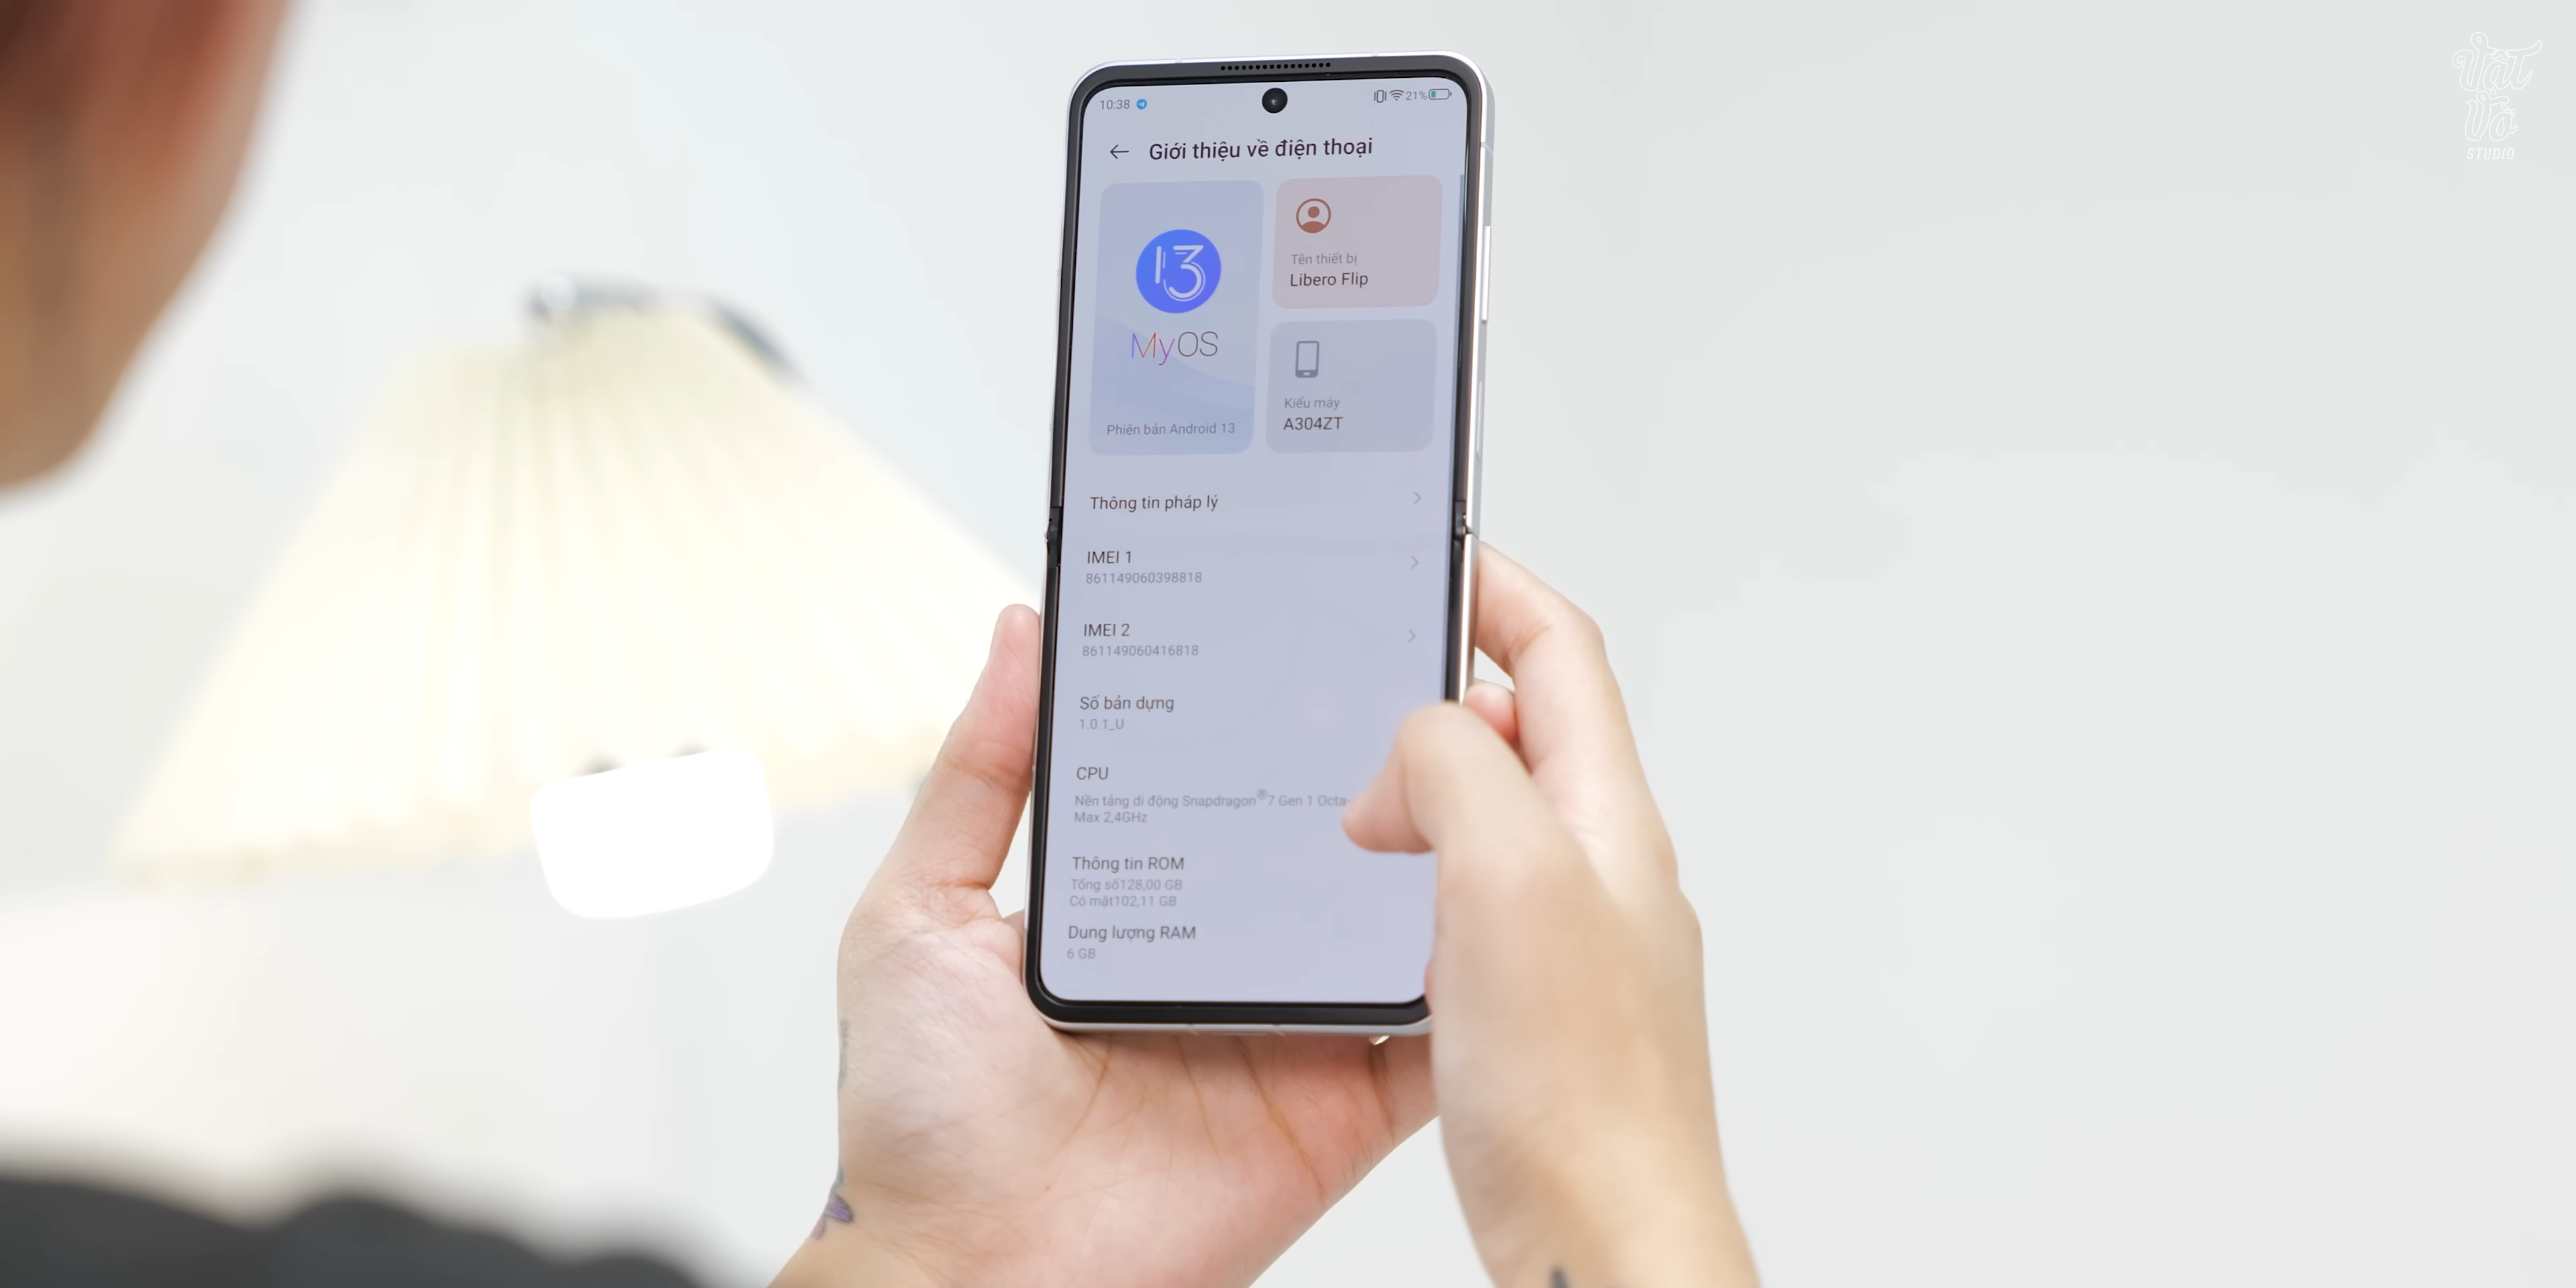 Vật
Vờ
STUDIO
10:38
21%
Giới thiệu về điện thoại
13
MyOS
Phiên bản Android 13
Tên thiết bị
Libero Flip
Kiểu máy
A304ZT
Thông tin pháp lý
IMEI 1
861149060398818
IMEI 2
861149060416818
Số bản dựng
1.0.1_U
CPU
Nền tảng di động Snapdragon®7 Gen 1 Octa-
Max 2,4GHz
Thông tin ROM
Tổng số128,00 GB
Có mặt102,11 GB
Dung lượng RAM
6 GB